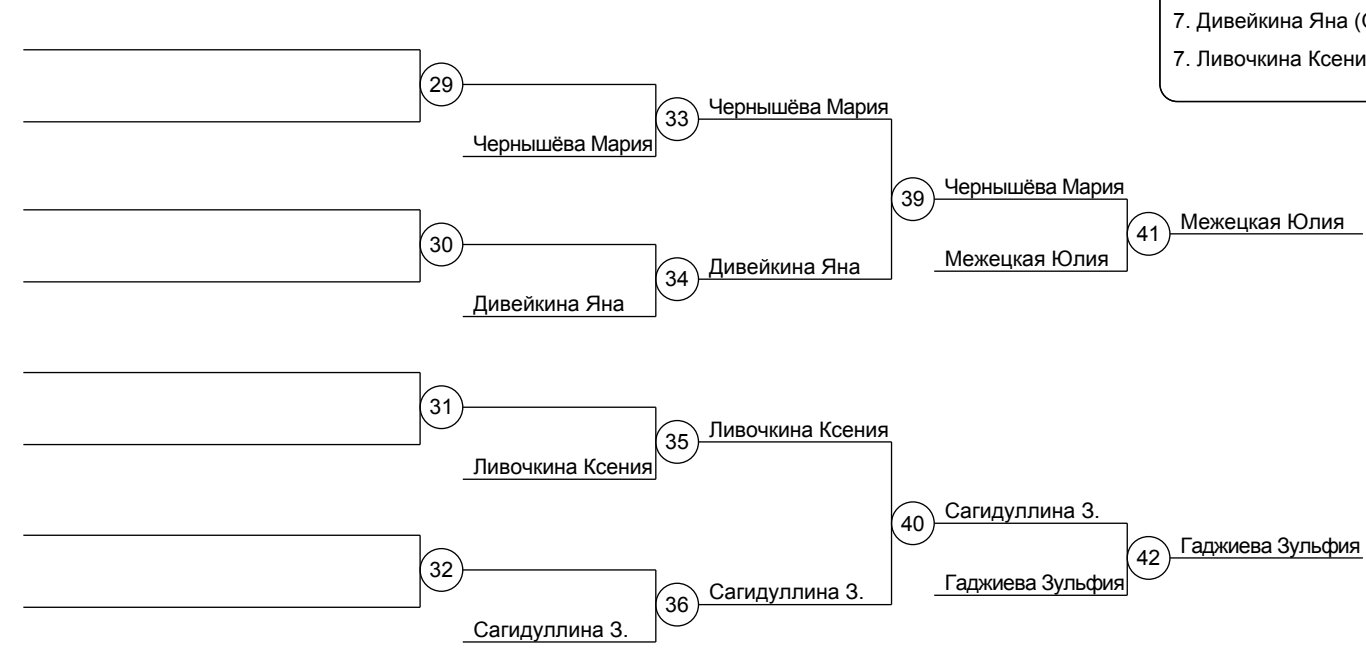 7. Дивейкина Яна (
7. Ливочкина Ксени
29
33
Чернышёва Мария
Чернышёва Мария
39
Чернышёва Мария
41
Межецкая Юлия
Межецкая Юлия
30
34
Дивейкина Яна
Дивейкина Яна
31
35
Ливочкина Ксения
Ливочкина Ксения
40
Сагидуллина З.
42
Гаджиева Зульфия
Гаджиева Зульфия
32
36
Сагидуллина З.
Сагидуллина З.